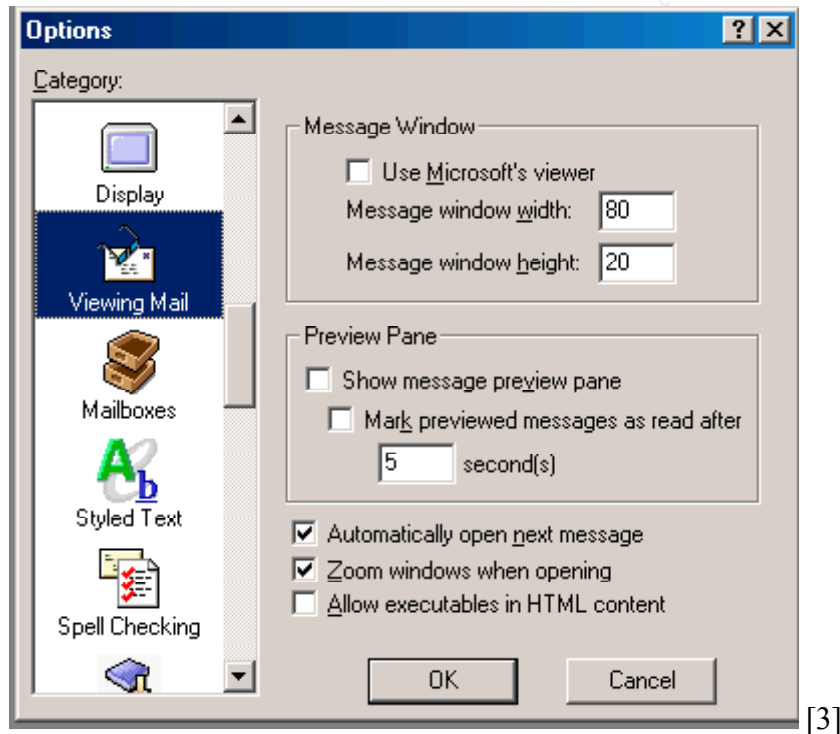 Options
Category:
Display
Viewing Mail
Mailboxes
Styled Text
Spell Checking
Message Window
Use Microsoft's viewer
Message window width: 80
Message window height: 20
Preview Pane
Show message preview pane
Mark previewed messages as read after
5 second(s)
Automatically open next message
Zoom windows when opening
Allow executables in HTML content
OK Cancel
[3]